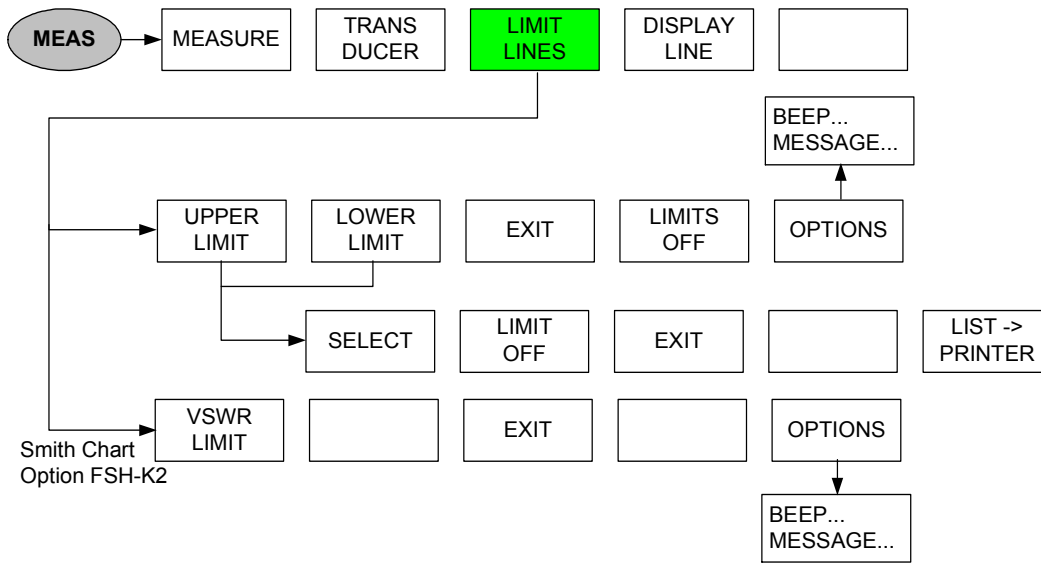 MEAS
MEASURE
TRANS
DUCER
LIMIT
LINES
DISPLAY
LINE
BEEP...
MESSAGE...
UPPER
LIMIT
LOWER
LIMIT
EXIT
LIMITS
OFF
OPTIONS
SELECT
LIMIT
OFF
EXIT
LIST ->
PRINTER
VSWR
LIMIT
EXIT
OPTIONS
Smith Chart
Option FSH-K2
BEEP...
MESSAGE...